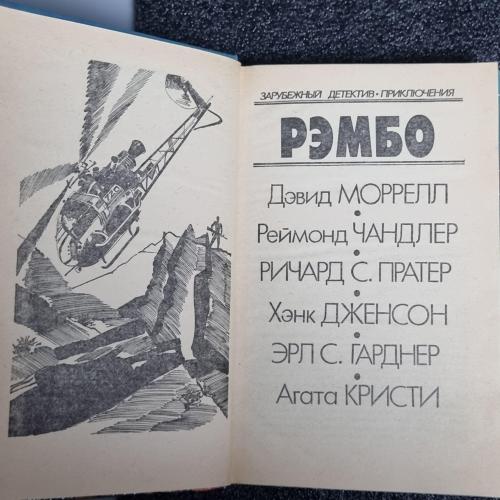 ЗАРУБЕЖНЫЙ ДЕТЕКТИВ • ПРИКЛЮЧЕНИЯ
РЭМБО
Дэвид МОРРЕЛЛ
•
Реймонд ЧАНДЛЕР
•
РИЧАРД С. ПРАТЕР
•
Хэнк ДЖЕНСОН
•
ЭРЛ С. ГАРДНЕР
•
Агата КРИСТИ